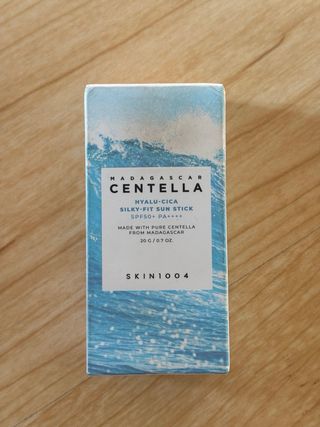 MADAGASCAR
CENTELLA
HYALU-CICA
SILKY-FIT SUN STICK
SPF50+ PA++++
MADE WITH PURE CENTELLA
FROM MADAGASCAR
20 G / 0.7 OZ.
SKIN1004